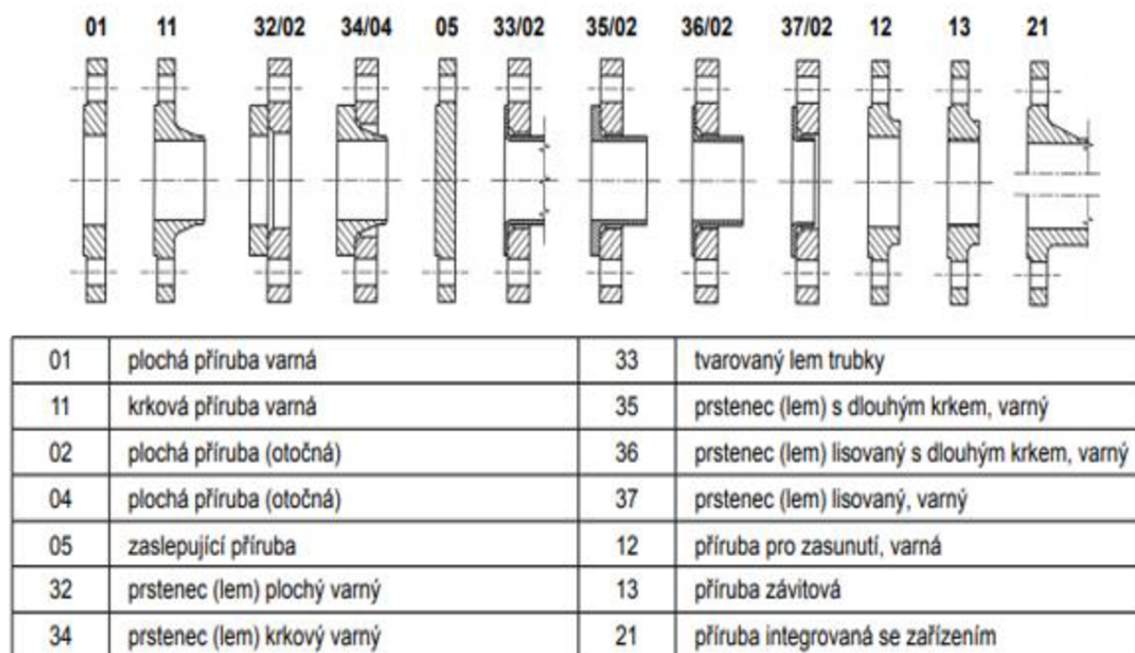 01 11 32/02 34/04 05 33/02 35/02 36/02 37/02 12 13 21
01 plochá příruba varná 33 tvarovaný lem trubky
11 krková příruba varná 35 prstenec (lem) s dlouhým krkem, varný
02 plochá příruba (otočná) 36 prstenec (lem) lisovaný s dlouhým krkem, varný
04 plochá příruba (otočná) 37 prstenec (lem) lisovaný, varný
05 zaslepující příruba 12 příruba pro zasunutí, varná
32 prstenec (lem) plochý varný 13 příruba závitová
34 prstenec (lem) krkový varný 21 příruba integrovaná se zařízením